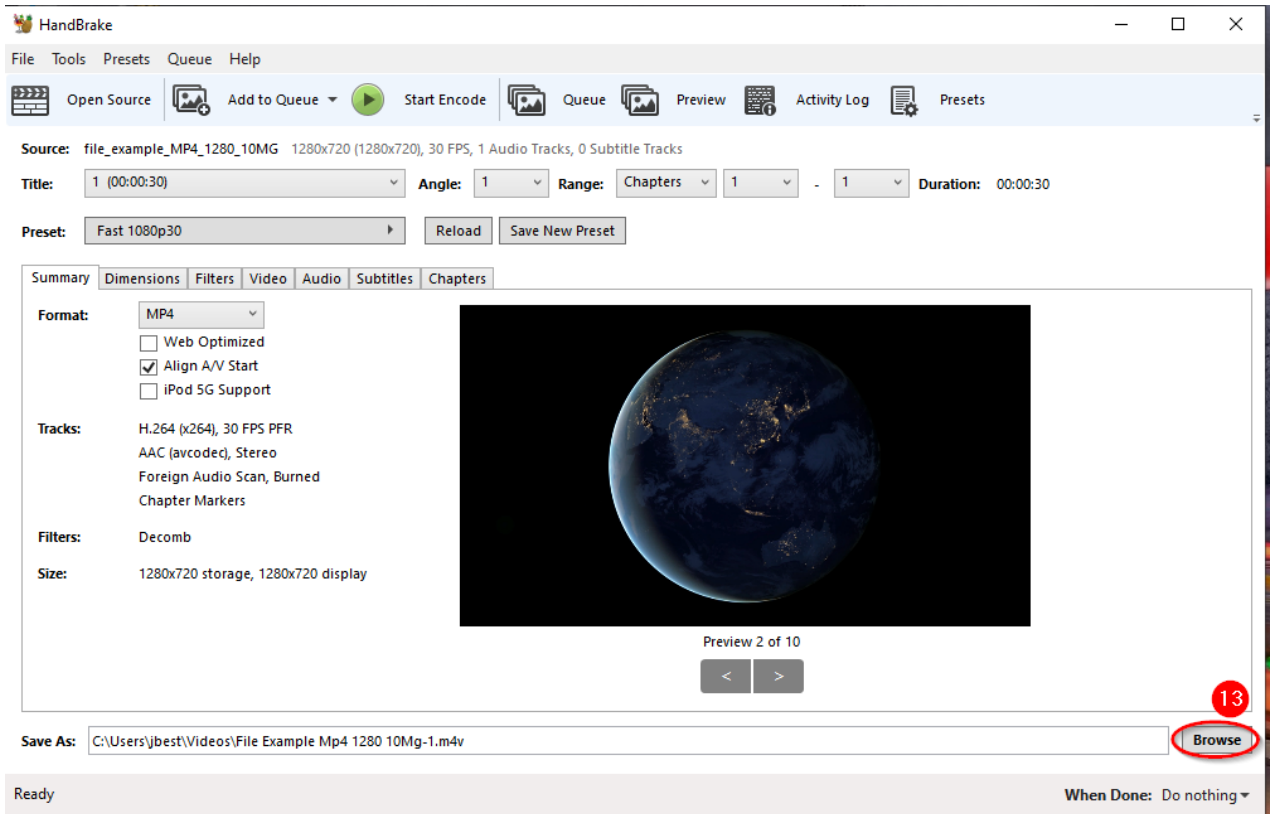 HandBrake
File Tools Presets Queue Help
Open Source Add to Queue Start Encode Queue Preview Activity Log Presets
Source: file_example_MP4_1280_10MG 1280x720 (1280x720), 30 FPS, 1 Audio Tracks, 0 Subtitle Tracks
Title: 1 (00:00:30) Angle: 1 Range: Chapters 1 - 1 Duration: 00:00:30
Preset: Fast 1080p30 Reload Save New Preset
Summary Dimensions Filters Video Audio Subtitles Chapters
Format: MP4
Web Optimized
Align A/V Start
iPod 5G Support
Tracks: H.264 (x264), 30 FPS PFR
AAC (avcodec), Stereo
Foreign Audio Scan, Burned
Chapter Markers
Filters: Decomb
Size: 1280x720 storage, 1280x720 display
Preview 2 of 10
< >
13
Save As: C:\Users\jbest\Videos\File Example Mp4 1280 10Mg-1.m4v Browse
Ready When Done: Do nothing